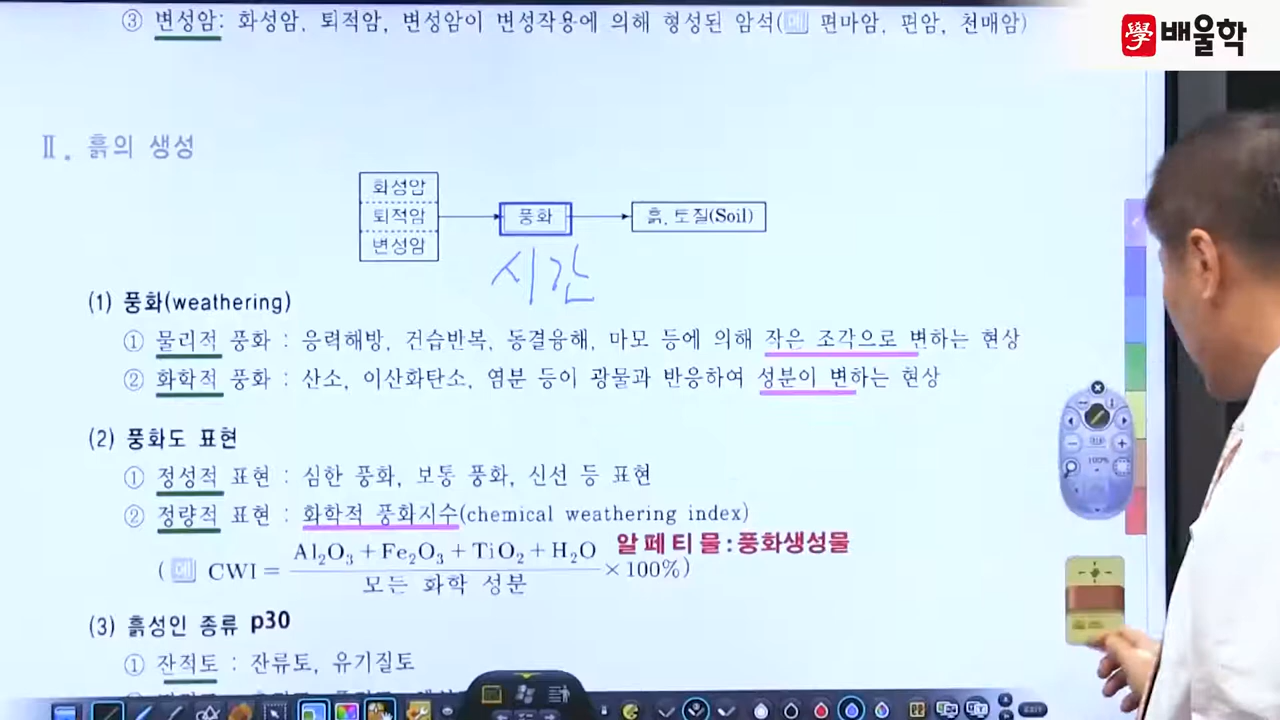 ③ 변성암: 화성암, 퇴적암, 변성암이 변성작용에 의해 형성된 암석(예 편마암, 편암, 천매암)
學 배울학
Ⅱ. 흙의 생성
화성암
퇴적암
변성암
풍화
흙, 토질(Soil)
시간
(1) 풍화(weathering)
① 물리적 풍화 : 응력해방, 건습반복, 동결융해, 마모 등에 의해 작은 조각으로 변하는 현상
② 화학적 풍화 : 산소, 이산화탄소, 염분 등이 광물과 반응하여 성분이 변하는 현상
(2) 풍화도 표현
① 정성적 표현 : 심한 풍화, 보통 풍화, 신선 등 표현
② 정량적 표현 : 화학적 풍화지수(chemical weathering index)
알페티물:풍화생성물
(예 CWI = Al₂O₃+Fe₂O₃+TiO₂+H₂O / 모든 화학 성분 ×100%)
(3) 흙성인 종류 p30
① 잔적토 : 잔류토, 유기질토
100%